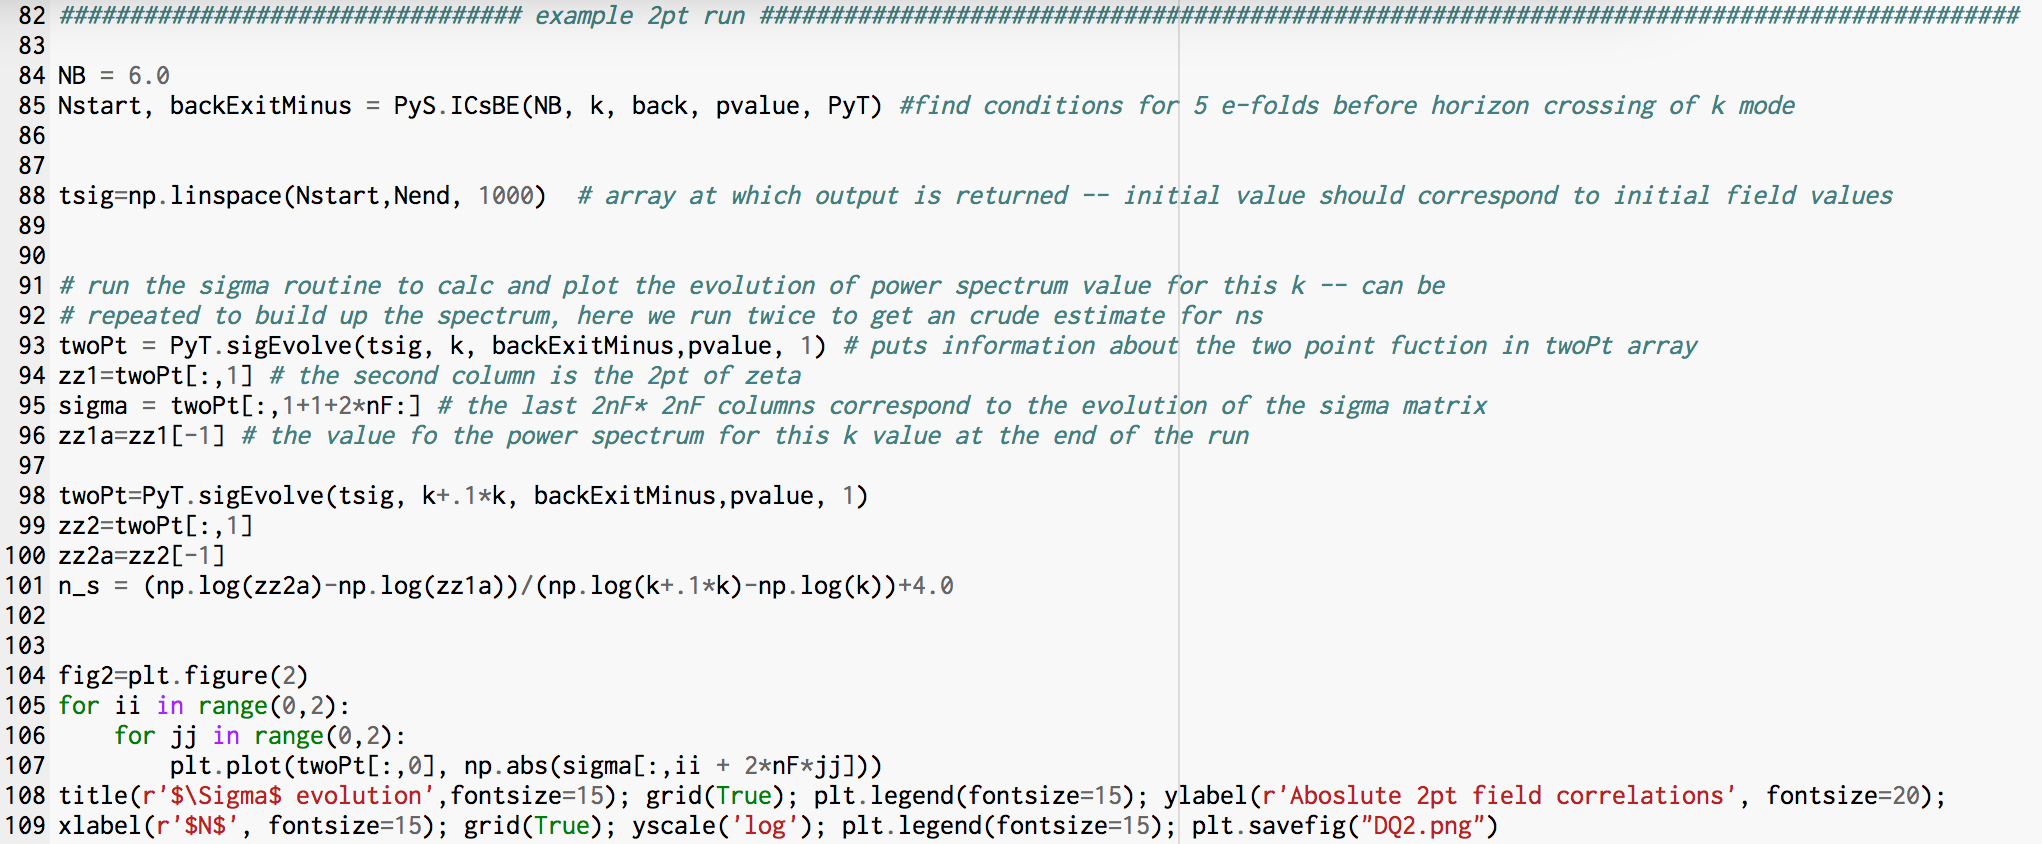 82 ################################# example 2pt run ##########################################################################################
83
84 NB = 6.0
85 Nstart, backExitMinus = PyS.ICsBE(NB, k, back, pvalue, PyT) #find conditions for 5 e-folds before horizon crossing of k mode
86
87
88 tsig=np.linspace(Nstart,Nend, 1000)  # array at which output is returned -- initial value should correspond to initial field values
89
90
91 # run the sigma routine to calc and plot the evolution of power spectrum value for this k -- can be
92 # repeated to build up the spectrum, here we run twice to get an crude estimate for ns
93 twoPt = PyT.sigEvolve(tsig, k, backExitMinus,pvalue, 1) # puts information about the two point fuction in twoPt array
94 zz1=twoPt[:,1] # the second column is the 2pt of zeta
95 sigma = twoPt[:,1+1+2*nF:] # the last 2nF* 2nF columns correspond to the evolution of the sigma matrix
96 zz1a=zz1[-1] # the value fo the power spectrum for this k value at the end of the run
97
98 twoPt=PyT.sigEvolve(tsig, k+.1*k, backExitMinus,pvalue, 1)
99 zz2=twoPt[:,1]
100 zz2a=zz2[-1]
101 n_s = (np.log(zz2a)-np.log(zz1a))/(np.log(k+.1*k)-np.log(k))+4.0
102
103
104 fig2=plt.figure(2)
105 for ii in range(0,2):
106     for jj in range(0,2):
107         plt.plot(twoPt[:,0], np.abs(sigma[:,ii + 2*nF*jj]))
108 title(r'$\Sigma$ evolution',fontsize=15); grid(True); plt.legend(fontsize=15); ylabel(r'Aboslute 2pt field correlations', fontsize=20);
109 xlabel(r'$N$', fontsize=15); grid(True); yscale('log'); plt.legend(fontsize=15); plt.savefig("DQ2.png")